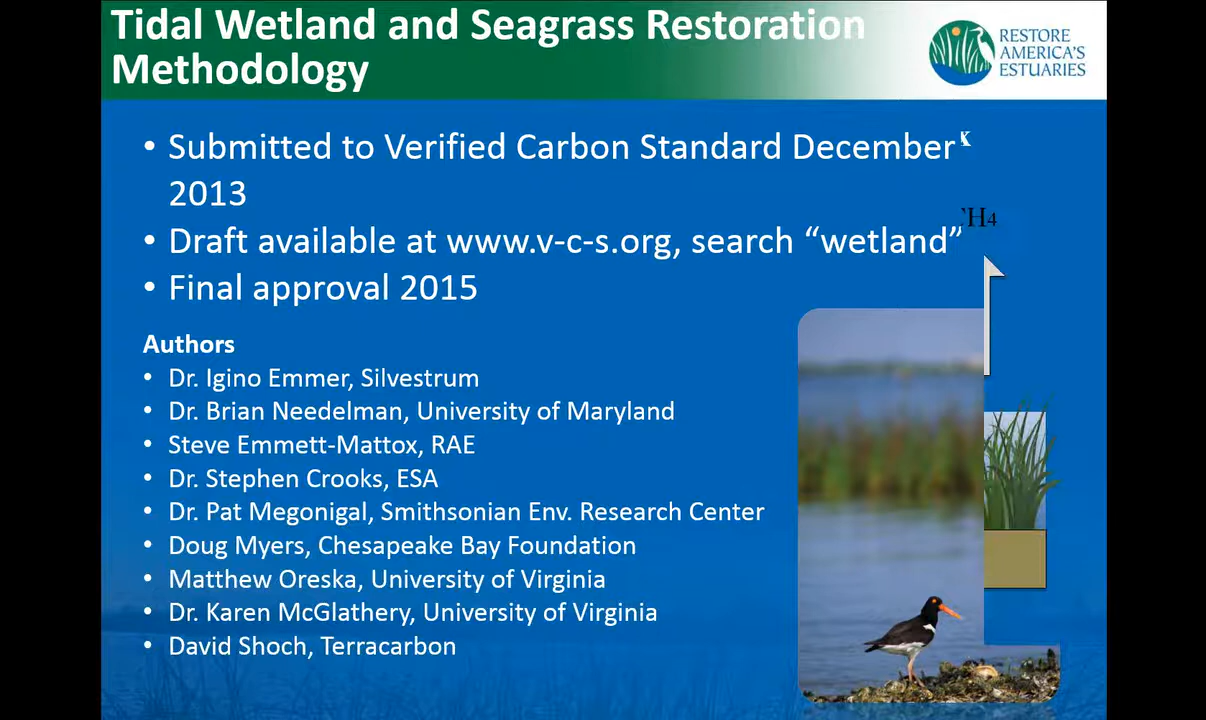 Tidal Wetland and Seagrass Restoration
Methodology
RESTORE
AMERICA'S
ESTUARIES
• Submitted to Verified Carbon Standard December
2013
• Draft available at www.v-c-s.org, search “wetland”
• Final approval 2015
H4
Authors
• Dr. Igino Emmer, Silvestrum
• Dr. Brian Needelman, University of Maryland
• Steve Emmett-Mattox, RAE
• Dr. Stephen Crooks, ESA
• Dr. Pat Megonigal, Smithsonian Env. Research Center
• Doug Myers, Chesapeake Bay Foundation
• Matthew Oreska, University of Virginia
• Dr. Karen McGlathery, University of Virginia
• David Shoch, Terracarbon